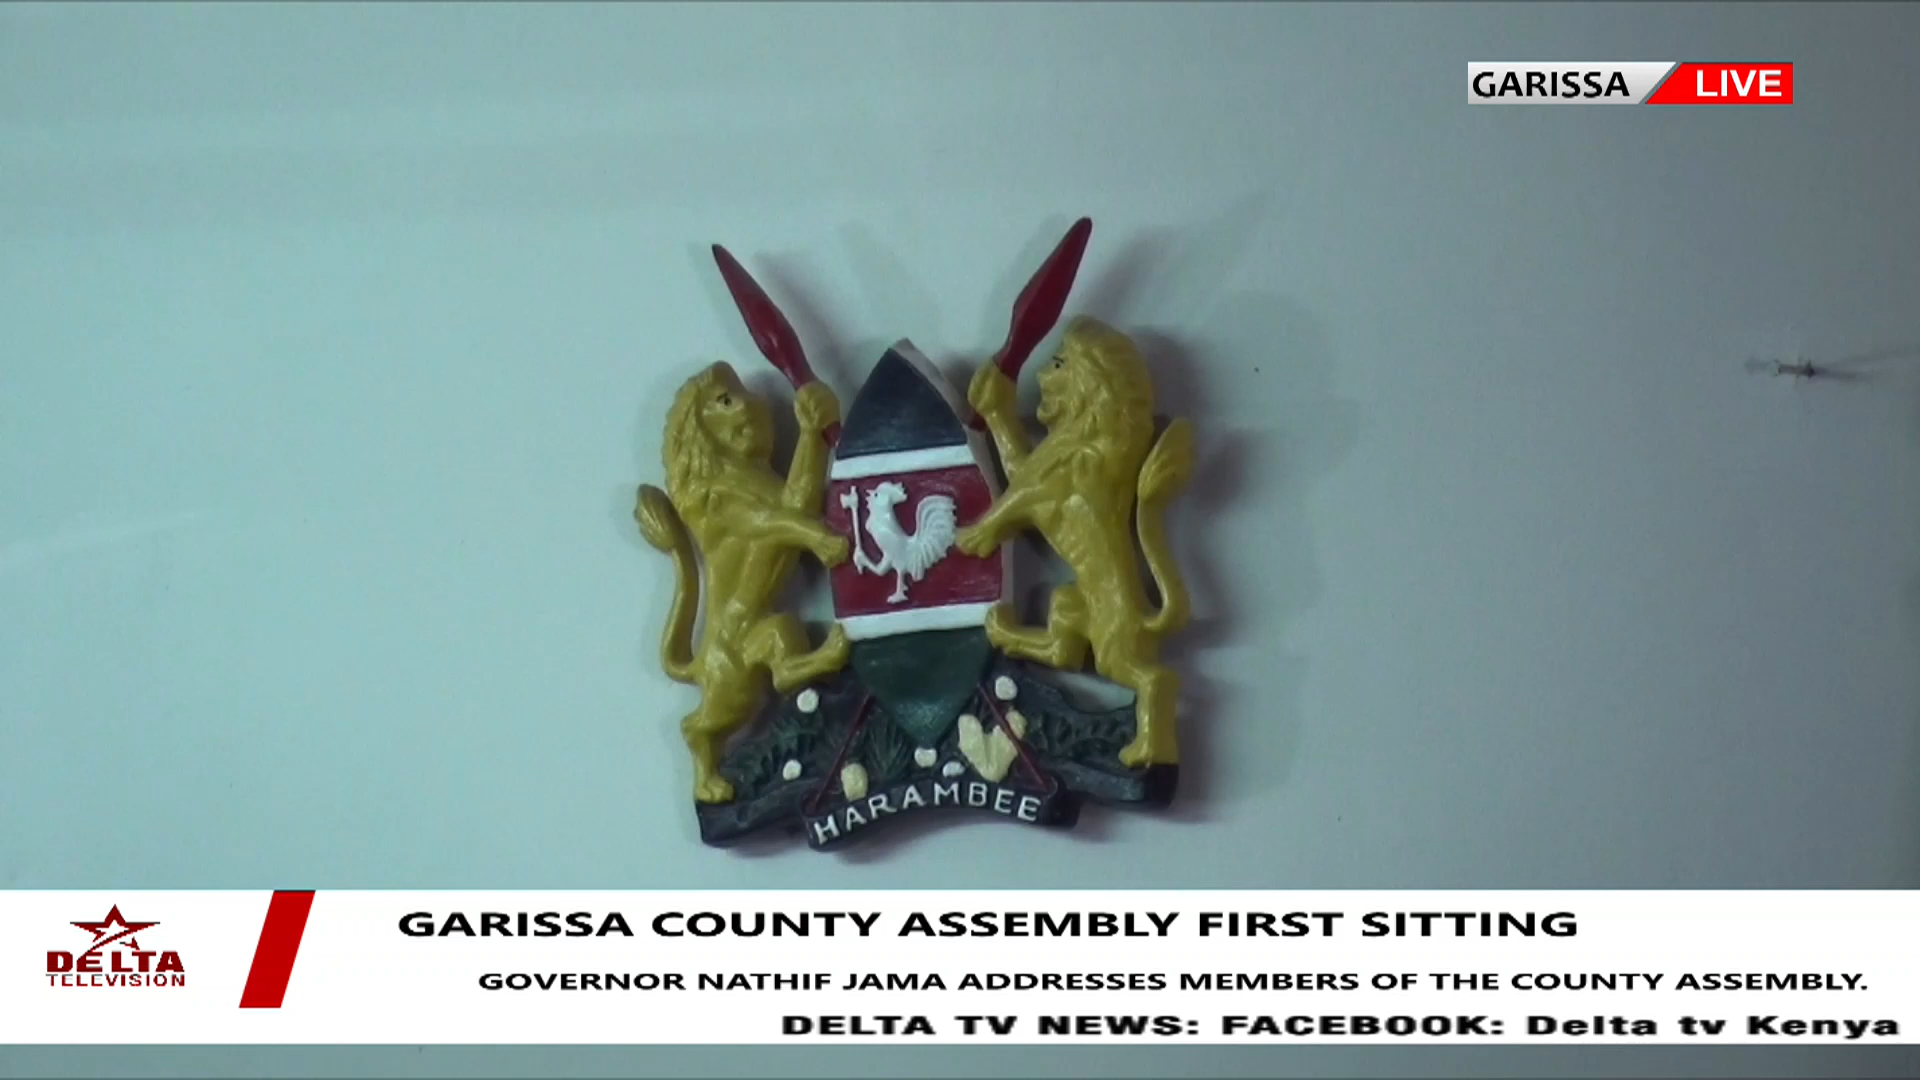 GARISSA LIVE
HARAMBEE
GARISSA COUNTY ASSEMBLY FIRST SITTING
DELTA
TELEVISION
GOVERNOR NATHIF JAMA ADDRESSES MEMBERS OF THE COUNTY ASSEMBLY.
DELTA TV NEWS: FACEBOOK: Delta tv Kenya